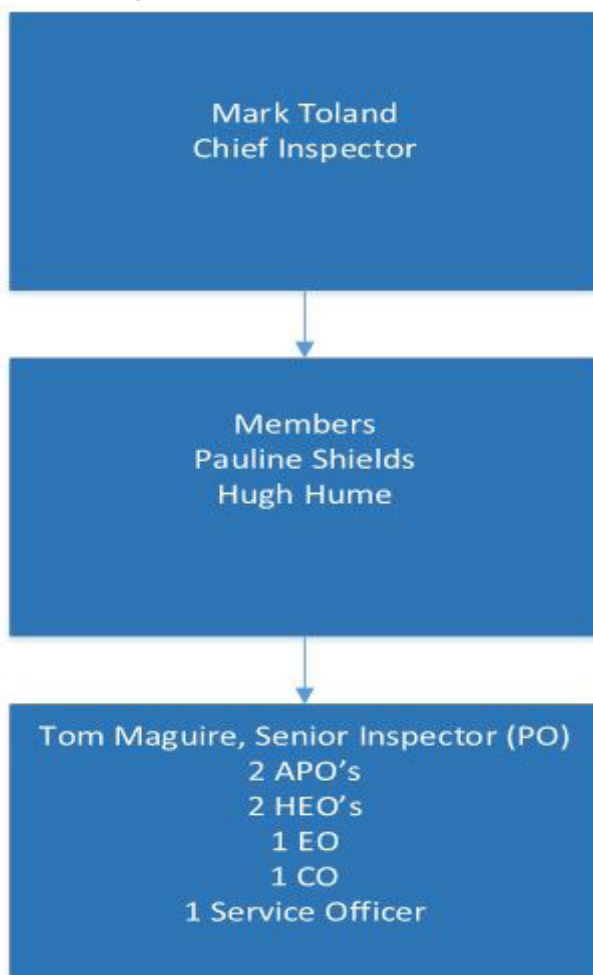 Mark Toland
Chief Inspector
Members
Pauline Shields
Hugh Hume
Tom Maguire, Senior Inspector (PO)
2 APO’s
2 HEO’s
1 EO
1 CO
1 Service Officer